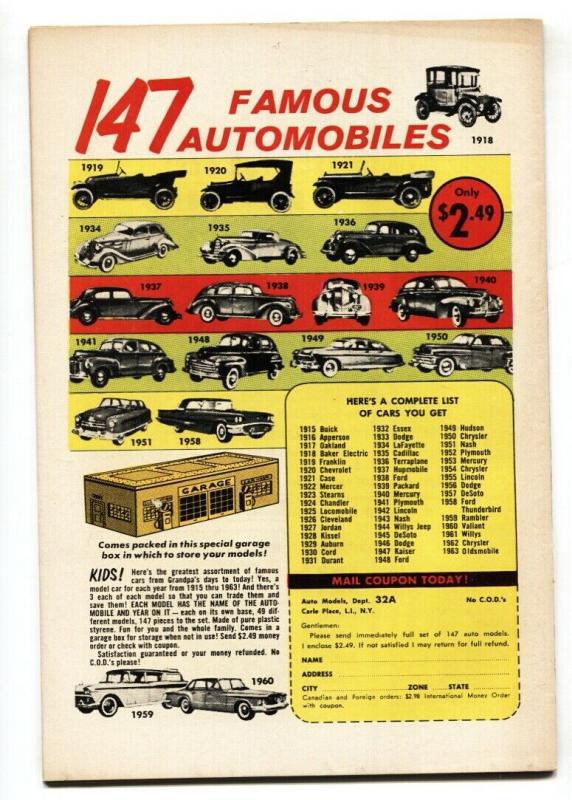 147 FAMOUS
AUTOMOBILES
1918
1919
1920
1921
Only
$2.49
1934
1935
1936
1937
1938
1939
1940
1941
1948
1949
1950
1951
1958
GARAGE
Comes packed in this special garage
box in which to store your models!
KIDS! Here's the greatest assortment of famous
cars from Grandpa's days to today! Yes, a
model car for each year from 1915 thru 1963! And there's
3 each of each model so that you can trade them and
save them! EACH MODEL HAS THE NAME OF THE AUTO-
MOBILE AND YEAR ON IT — each on its own base, 49 dif-
ferent models, 147 pieces to the set. Made of pure plastic
styrene. Fun for you and the whole family. Comes in a
garage box for storage when not in use! Send $2.49 money
order or check with coupon.
Satisfaction guaranteed or your money refunded. No
C.O.D.'s please!
1959
1960
HERE'S A COMPLETE LIST
OF CARS YOU GET
1915 Buick
1916 Apperson
1917 Oakland
1918 Baker Electric
1919 Franklin
1920 Chevrolet
1921 Case
1922 Mercer
1923 Stearns
1924 Chandler
1925 Locomobile
1926 Cleveland
1927 Jordan
1928 Kissel
1929 Auburn
1930 Cord
1931 Durant
1932 Essex
1933 Dodge
1934 LaFayette
1935 Cadillac
1936 Terraplane
1937 Hupmobile
1938 Ford
1939 Packard
1940 Mercury
1941 Plymouth
1942 Lincoln
1943 Nash
1944 Willys Jeep
1945 DeSoto
1946 Dodge
1947 Kaiser
1948 Ford
1949 Hudson
1950 Chrysler
1951 Nash
1952 Plymouth
1953 Mercury
1954 Chrysler
1955 Lincoln
1956 Dodge
1957 DeSoto
1958 Ford
Thunderbird
1959 Rambler
1960 Valiant
1961 Willys
1962 Chrysler
1963 Oldsmobile
MAIL COUPON TODAY!
Auto Models, Dept. 32A No C.O.D.'s
Carle Place, L.I., N.Y.
Gentlemen:
Please send immediately full set of 147 auto models.
I enclose $2.49. If not satisfied I may return for full refund.
NAME
ADDRESS
CITY ZONE STATE
Canadian and Foreign orders: $2.98 International Money Order
with coupon.